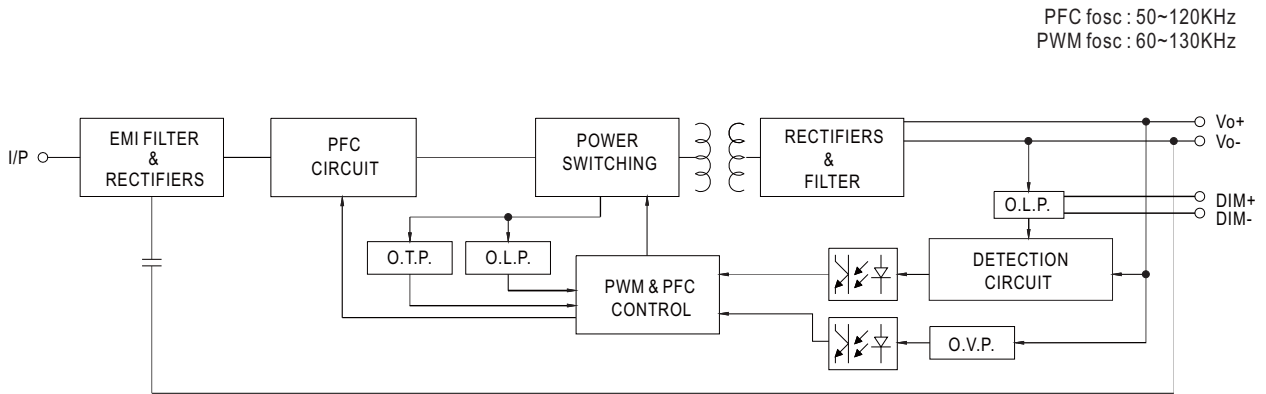 PFC fosc : 50~120KHz
PWM fosc : 60~130KHz
I/P
EMI FILTER
&
RECTIFIERS
PFC
CIRCUIT
POWER
SWITCHING
RECTIFIERS
&
FILTER
Vo+
Vo-
DIM+
DIM-
O.L.P.
O.T.P.
O.L.P.
PWM & PFC
CONTROL
DETECTION
CIRCUIT
O.V.P.